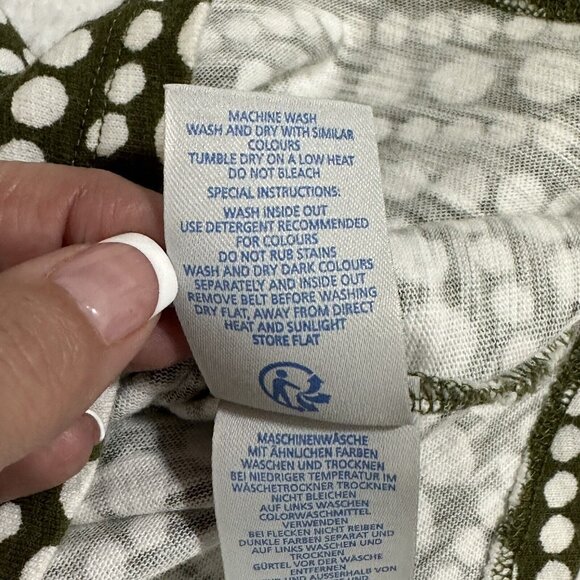 MACHINE WASH
WASH AND DRY WITH SIMILAR
COLOURS
TUMBLE DRY ON A LOW HEAT
DO NOT BLEACH
SPECIAL INSTRUCTIONS:
WASH INSIDE OUT
USE DETERGENT RECOMMENDED
FOR COLOURS
DO NOT RUB STAINS
WASH AND DRY DARK COLOURS
SEPARATELY AND INSIDE OUT
REMOVE BELT BEFORE WASHING
DRY FLAT, AWAY FROM DIRECT
HEAT AND SUNLIGHT
STORE FLAT
MASCHINENWÄSCHE
MIT ÄHNLICHEN FARBEN
WASCHEN UND TROCKNEN
BEI NIEDRIGER TEMPERATUR IM
WÄSCHETROCKNER TROCKNEN
NICHT BLEICHEN
AUF LINKS WASCHEN
COLORWASCHMITTEL
VERWENDEN
BEI FLECKEN NICHT REIBEN
DUNKLE FARBEN SEPARAT UND
AUF LINKS WASCHEN UND
TROCKNEN
GÜRTEL VOR DER WÄSCHE
ENTFERNEN
UND AUSSERHALB VON